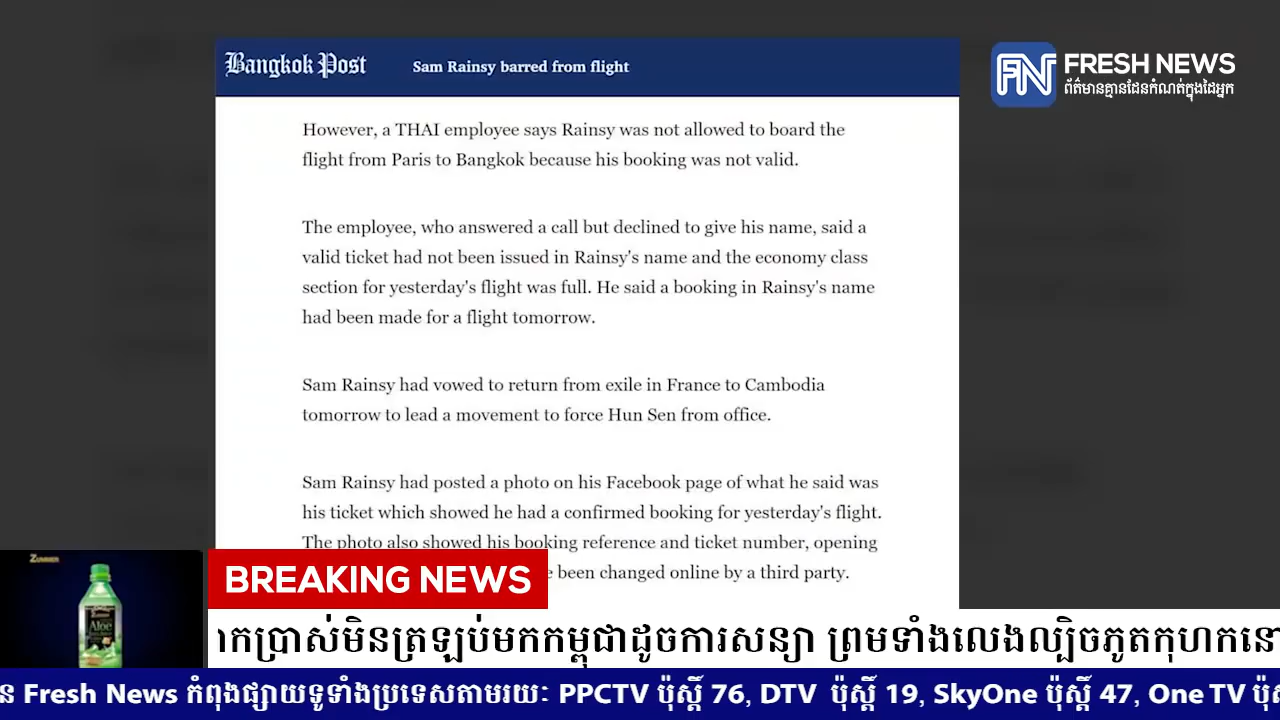 Bangkok Post
Sam Rainsy barred from flight
FRESH NEWS
ព័ត៌មានគ្មានដែនកំណត់ក្នុងដៃអ្នក
However, a THAI employee says Rainsy was not allowed to board the
flight from Paris to Bangkok because his booking was not valid.
The employee, who answered a call but declined to give his name, said a
valid ticket had not been issued in Rainsy's name and the economy class
section for yesterday's flight was full. He said a booking in Rainsy's name
had been made for a flight tomorrow.
Sam Rainsy had vowed to return from exile in France to Cambodia
tomorrow to lead a movement to force Hun Sen from office.
Sam Rainsy had posted a photo on his Facebook page of what he said was
his ticket which showed he had a confirmed booking for yesterday's flight.
The photo also showed his booking reference and ticket number, opening
been changed online by a third party.
ZUMMER
Aloe
BREAKING NEWS
កប្រាស់មិនត្រឡប់មកកម្ពុជាដូចការសន្យា ព្រមទាំងលេងល្បិចភូតកុហកនោ
ន Fresh News កំពុងផ្សាយទូទាំងប្រទេសតាមរយៈ PPCTV ប៉ុស្តិ៍ 76, DTV ប៉ុស្តិ៍ 19, SkyOne ប៉ុស្តិ៍ 47, One TV ប៉ុ